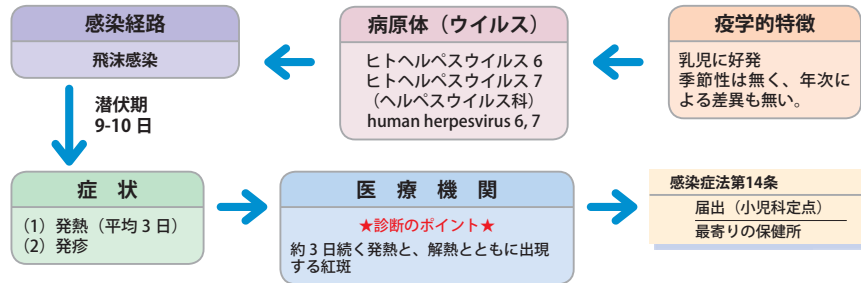 感染経路
飛沫感染
病原体（ウイルス）
ヒトヘルペスウイルス 6
ヒトヘルペスウイルス 7
（ヘルペスウイルス科）
human herpesvirus 6, 7
疫学的特徴
乳児に好発
季節性は無く、年次に
よる差異も無い。
潜伏期
9-10 日
症 状
（1）発熱（平均 3 日）
（2）発疹
医 療 機 関
★診断のポイント★
約 3 日続く発熱と、解熱とともに出現
する紅斑
感染症法第14条
届出（小児科定点）
最寄りの保健所